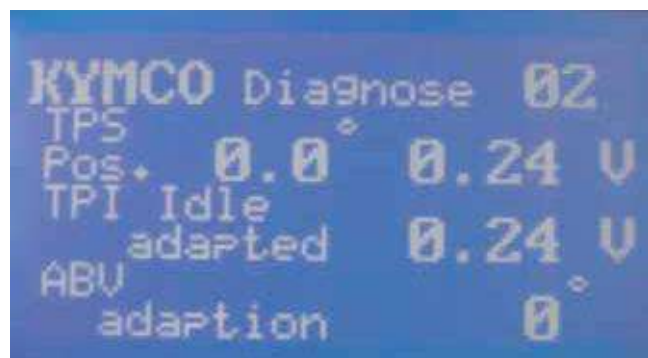 KYMCO Diagnose 02
TPS
Pos. 0.0° 0.24 V
TPI Idle
adapted 0.24 V
ABV
adaption 0°